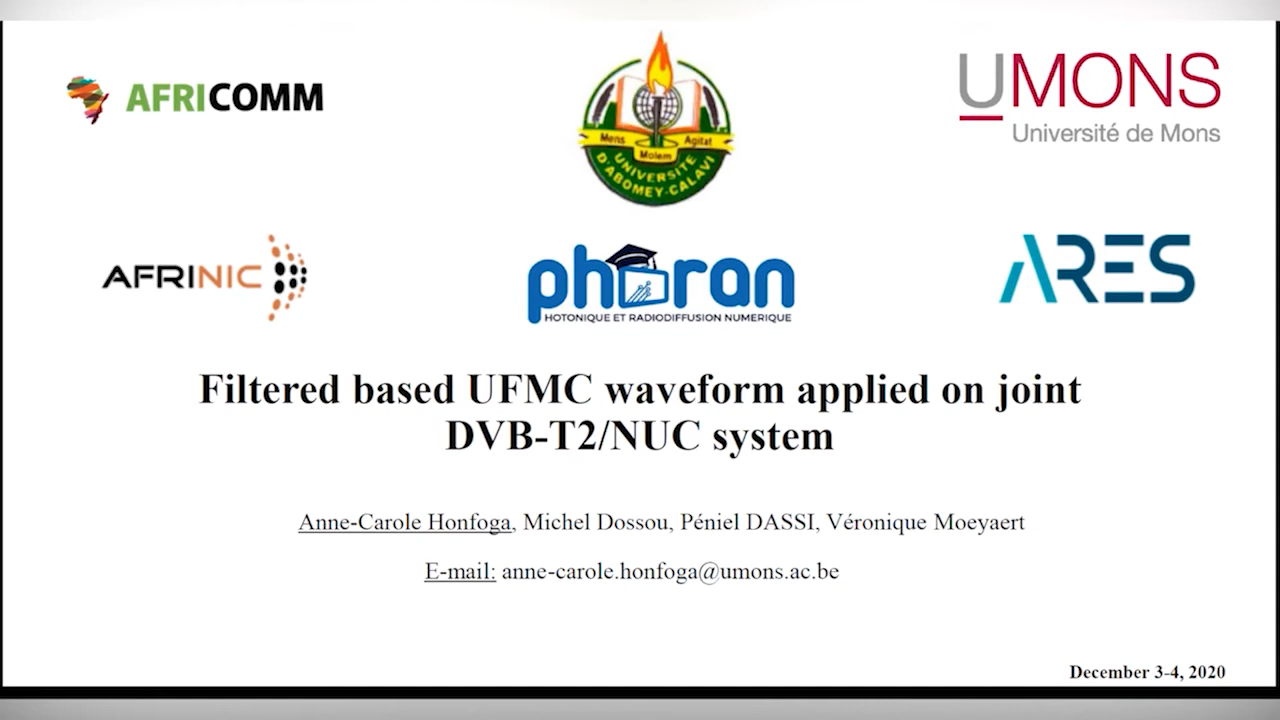 AFRICOMM
Mens Agitat
Molem
UNIVERSITE
D'ABOMEY-CALAVI
UMONS
Université de Mons
AFRINIC
phoran
HOTONIQUE ET RADIODIFFUSION NUMERIQUE
ARES
Filtered based UFMC waveform applied on joint
DVB-T2/NUC system
Anne-Carole Honfoga, Michel Dossou, Péniel DASSI, Véronique Moeyaert
E-mail: anne-carole.honfoga@umons.ac.be
December 3-4, 2020